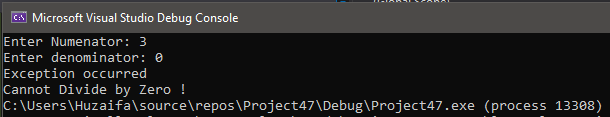 Microsoft Visual Studio Debug Console
Enter Numenator: 3
Enter denominator: 0
Exception occurred
Cannot Divide by Zero !
C:\Users\Huzaifa\source\repos\Project47\Debug\Project47.exe (process 13308)